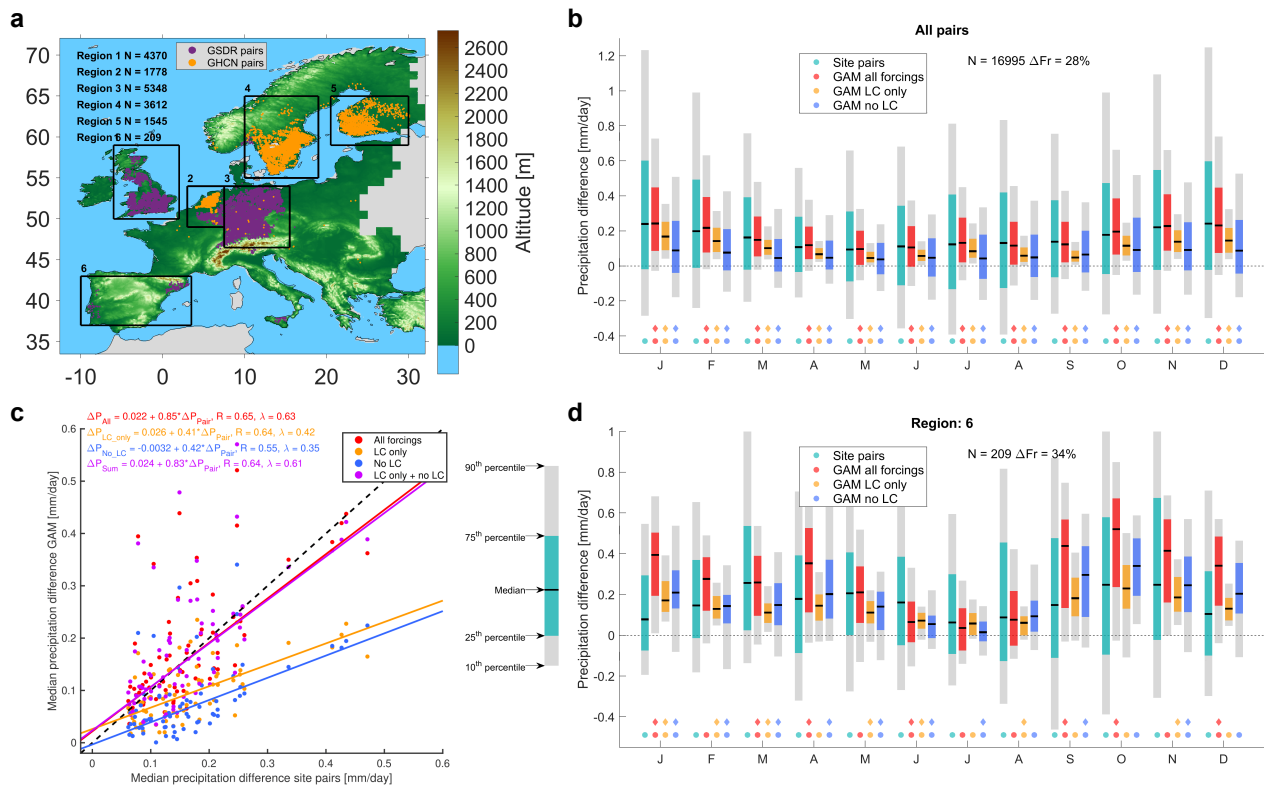 a
70
65
60
55
50
45
40
35
-10
0
10
20
30
Region 1 N = 4370
Region 2 N = 1778
Region 3 N = 5348
Region 4 N = 3612
Region 5 N = 1545
Region 6 N = 209
GSDR pairs
GHCN pairs
1
2
3
4
5
6
2600
2400
2200
2000
1800
1600
1400
1200
1000
800
600
400
200
0
Altitude [m]
b
All pairs
N = 16995 ΔFr = 28%
Site pairs
GAM all forcings
GAM LC only
GAM no LC
Precipitation difference [mm/day]
1.2
1
0.8
0.6
0.4
0.2
0
-0.2
-0.4
J F M A M J J A S O N D
c
ΔP_All = 0.022 + 0.85*ΔP_Pair, R = 0.65, λ = 0.63
ΔP_LC_only = 0.026 + 0.41*ΔP_Pair, R = 0.64, λ = 0.42
ΔP_No_LC = -0.0032 + 0.42*ΔP_Pair, R = 0.55, λ = 0.35
ΔP_Sum = 0.024 + 0.83*ΔP_Pair, R = 0.64, λ = 0.61
All forcings
LC only
No LC
LC only + no LC
Median precipitation difference GAM [mm/day]
0.6
0.5
0.4
0.3
0.2
0.1
0
0 0.1 0.2 0.3 0.4 0.5 0.6
Median precipitation difference site pairs [mm/day]
90th percentile
75th percentile
Median
25th percentile
10th percentile
d
Region: 6
N = 209 ΔFr = 34%
Site pairs
GAM all forcings
GAM LC only
GAM no LC
Precipitation difference [mm/day]
1
0.8
0.6
0.4
0.2
0
-0.2
-0.4
J F M A M J J A S O N D